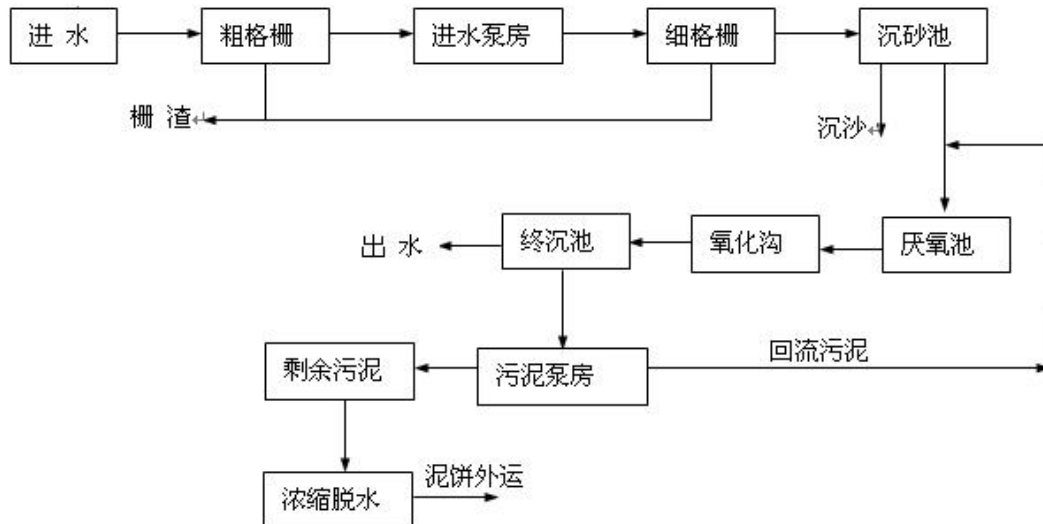 进 水
粗格栅
进水泵房
细格栅
沉砂池
栅 渣↵
沉沙↵
出 水
终沉池
氧化沟
厌氧池
剩余污泥
污泥泵房
回流污泥
浓缩脱水
泥饼外运